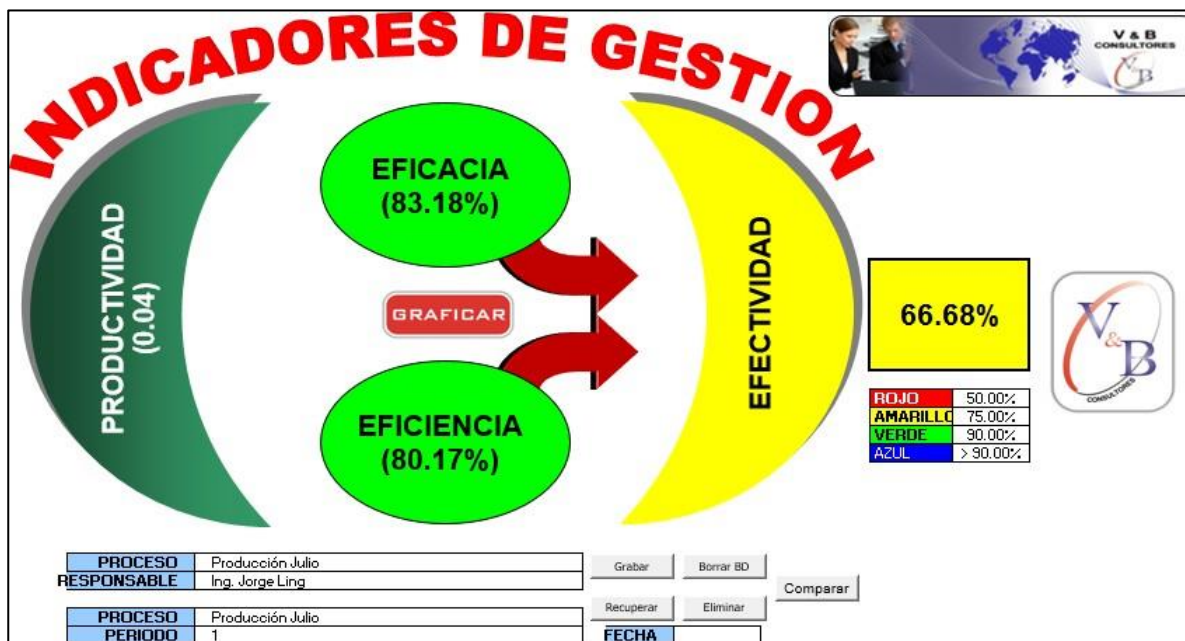 INDICADORES DE GESTION
V & B
CONSULTORES
V&B
EFICACIA
(83.18%)
PRODUCTIVIDAD
(0.04)
GRAFICAR
EFECTIVIDAD
66.68%
V&B
CONSULTORES
EFICIENCIA
(80.17%)
ROJO 50.00%
AMARILLO 75.00%
VERDE 90.00%
AZUL > 90.00%
PROCESO Producción Julio
RESPONSABLE Ing. Jorge Ling
Grabar Borrar BD
Comparar
Recuperar Eliminar
PROCESO Producción Julio
PERIODO 1 FECHA